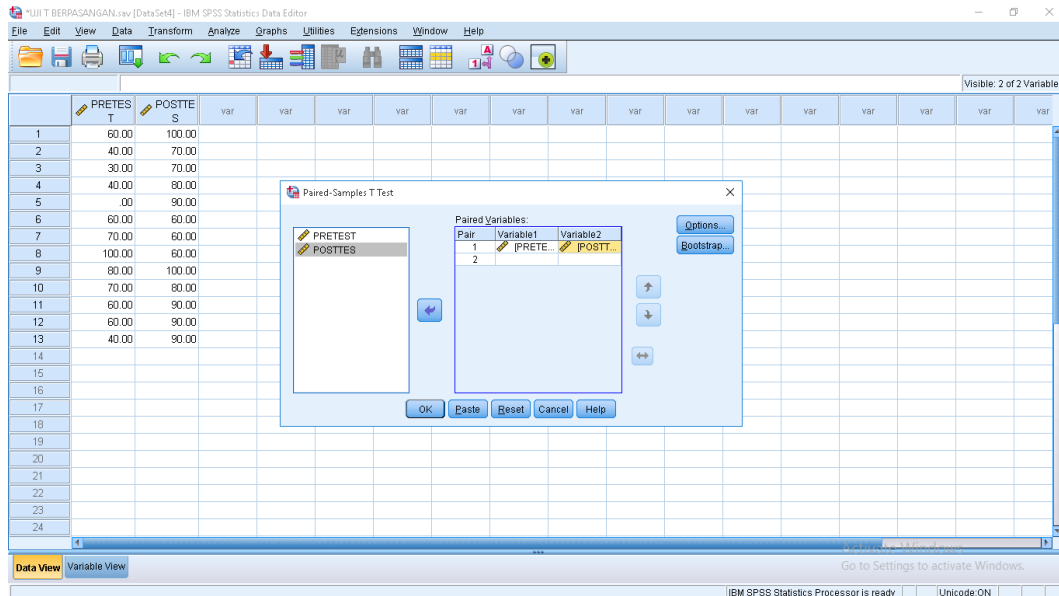 *UJI T BERPASANGAN.sav [DataSet4] - IBM SPSS Statistics Data Editor
File Edit View Data Transform Analyze Graphs Utilities Extensions Window Help
Visible: 2 of 2 Variable
PRETEST POSTTES var var var var var var var var var var var var var var var
1 60.00 100.00
2 40.00 70.00
3 30.00 70.00
4 40.00 80.00
5 .00 90.00
6 60.00 60.00
7 70.00 60.00
8 100.00 60.00
9 80.00 100.00
10 70.00 80.00
11 60.00 90.00
12 60.00 90.00
13 40.00 90.00
14
15
16
17
18
19
20
21
22
23
24
Paired-Samples T Test
PRETEST
POSTTES
Paired Variables:
Pair Variable1 Variable2
1 [PRETE... [POSTT...
2
Options...
Bootstrap...
OK Paste Reset Cancel Help
Activate Windows
Go to Settings to activate Windows.
Data View Variable View
IBM SPSS Statistics Processor is ready Unicode:ON